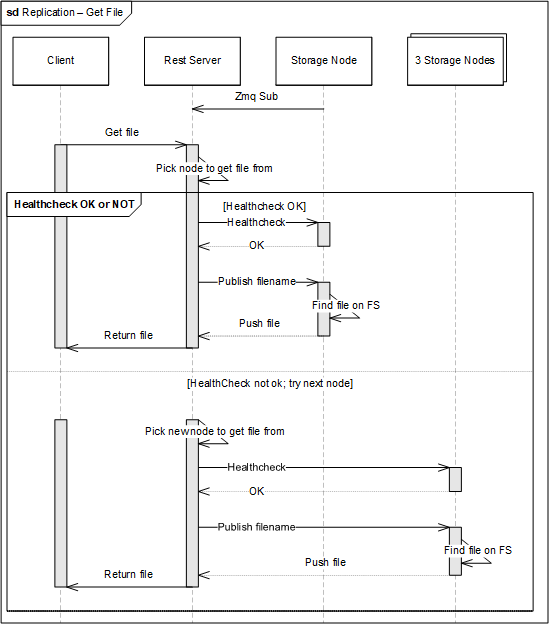 sd Replication – Get File
Client
Rest Server
Storage Node
3 Storage Nodes
Zmq Sub
Get file
Pick node to get file from
Healthcheck OK or NOT
[Healthcheck OK]
Healthcheck
OK
Publish filename
Find file on FS
Push file
Return file
[HealthCheck not ok; try next node]
Pick new node to get file from
Healthcheck
OK
Publish filename
Find file on FS
Push file
Return file